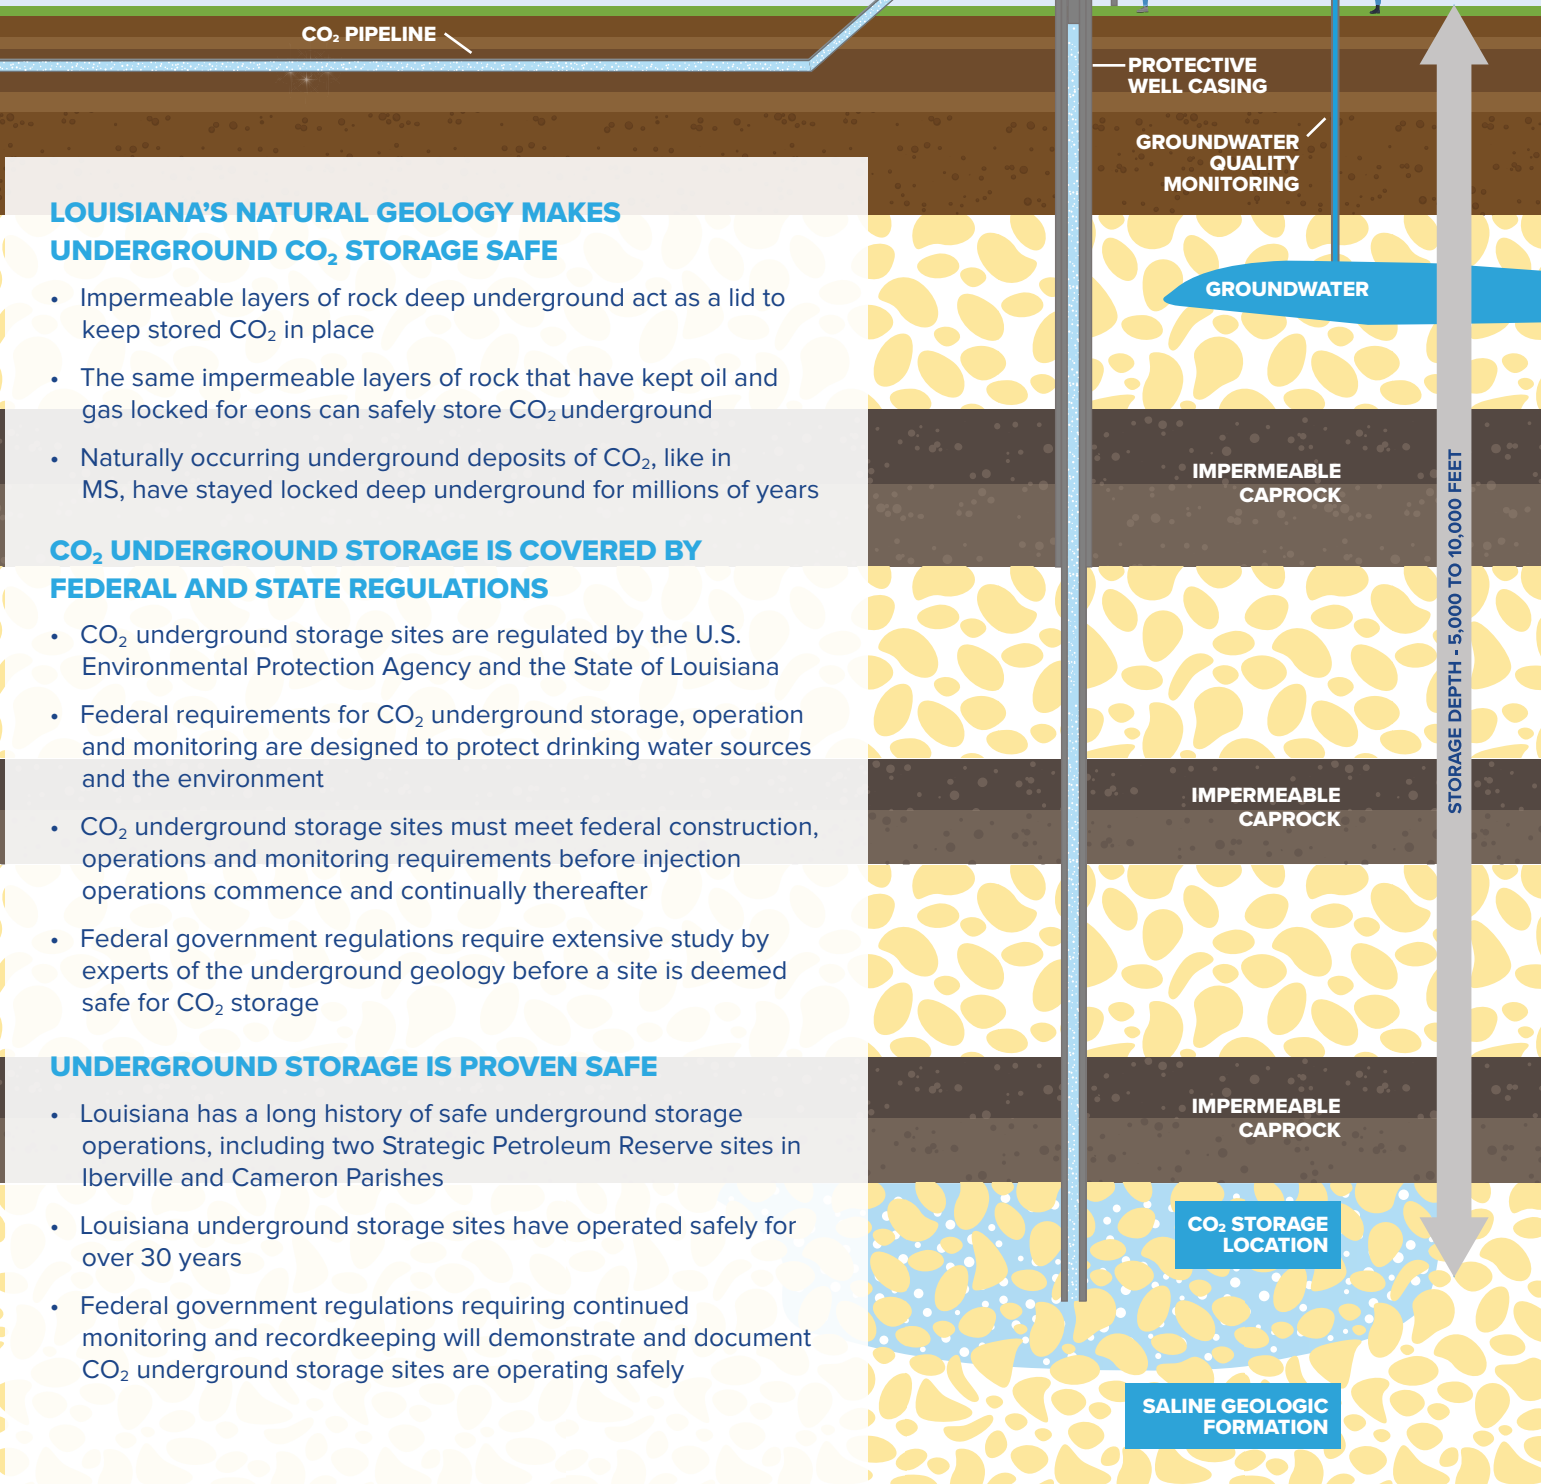 CO₂ PIPELINE
PROTECTIVE
WELL CASING
GROUNDWATER
QUALITY
MONITORING
LOUISIANA’S NATURAL GEOLOGY MAKES
UNDERGROUND CO₂ STORAGE SAFE
• Impermeable layers of rock deep underground act as a lid to
keep stored CO₂ in place
• The same impermeable layers of rock that have kept oil and
gas locked for eons can safely store CO₂ underground
• Naturally occurring underground deposits of CO₂, like in
MS, have stayed locked deep underground for millions of years
CO₂ UNDERGROUND STORAGE IS COVERED BY
FEDERAL AND STATE REGULATIONS
• CO₂ underground storage sites are regulated by the U.S.
Environmental Protection Agency and the State of Louisiana
• Federal requirements for CO₂ underground storage, operation
and monitoring are designed to protect drinking water sources
and the environment
• CO₂ underground storage sites must meet federal construction,
operations and monitoring requirements before injection
operations commence and continually thereafter
• Federal government regulations require extensive study by
experts of the underground geology before a site is deemed
safe for CO₂ storage
UNDERGROUND STORAGE IS PROVEN SAFE
• Louisiana has a long history of safe underground storage
operations, including two Strategic Petroleum Reserve sites in
Iberville and Cameron Parishes
• Louisiana underground storage sites have operated safely for
over 30 years
• Federal government regulations requiring continued
monitoring and recordkeeping will demonstrate and document
CO₂ underground storage sites are operating safely
GROUNDWATER
IMPERMEABLE
CAPROCK
STORAGE DEPTH - 5,000 TO 10,000 FEET
IMPERMEABLE
CAPROCK
IMPERMEABLE
CAPROCK
CO₂ STORAGE
LOCATION
SALINE GEOLOGIC
FORMATION